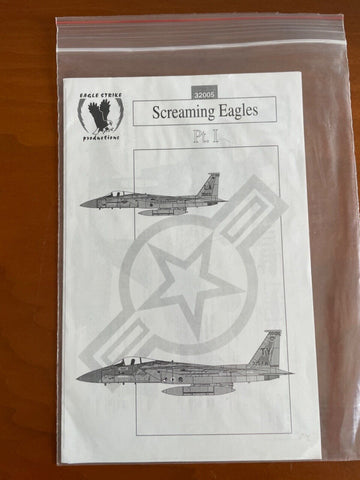 EAGLE STRIKE
productions
32005
Screaming Eagles
Pt. I